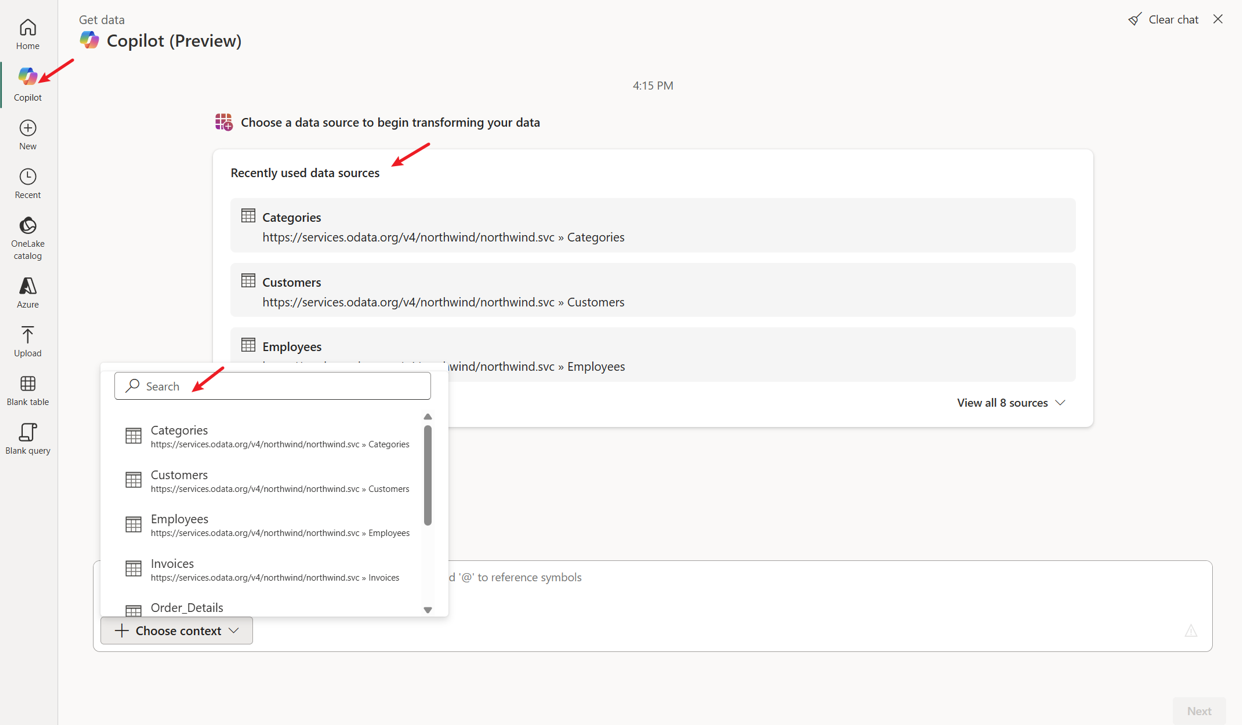 Get data
Copilot (Preview)
Clear chat
Home
Copilot
New
Recent
OneLake
catalog
Azure
Upload
Blank table
Blank query
4:15 PM
Choose a data source to begin transforming your data
Recently used data sources
Categories
https://services.odata.org/v4/northwind/northwind.svc » Categories
Customers
https://services.odata.org/v4/northwind/northwind.svc » Customers
Employees
wind/northwind.svc » Employees
View all 8 sources
Search
Categories
https://services.odata.org/v4/northwind/northwind.svc » Categories
Customers
https://services.odata.org/v4/northwind/northwind.svc » Customers
Employees
https://services.odata.org/v4/northwind/northwind.svc » Employees
Invoices
https://services.odata.org/v4/northwind/northwind.svc » Invoices
Order_Details
'@' to reference symbols
Choose context
Next